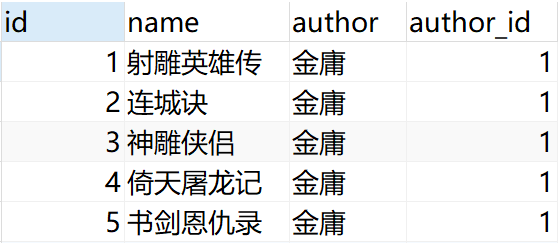 id name author author_id
1 射雕英雄传 金庸 1
2 连城诀 金庸 1
3 神雕侠侣 金庸 1
4 倚天屠龙记 金庸 1
5 书剑恩仇录 金庸 1